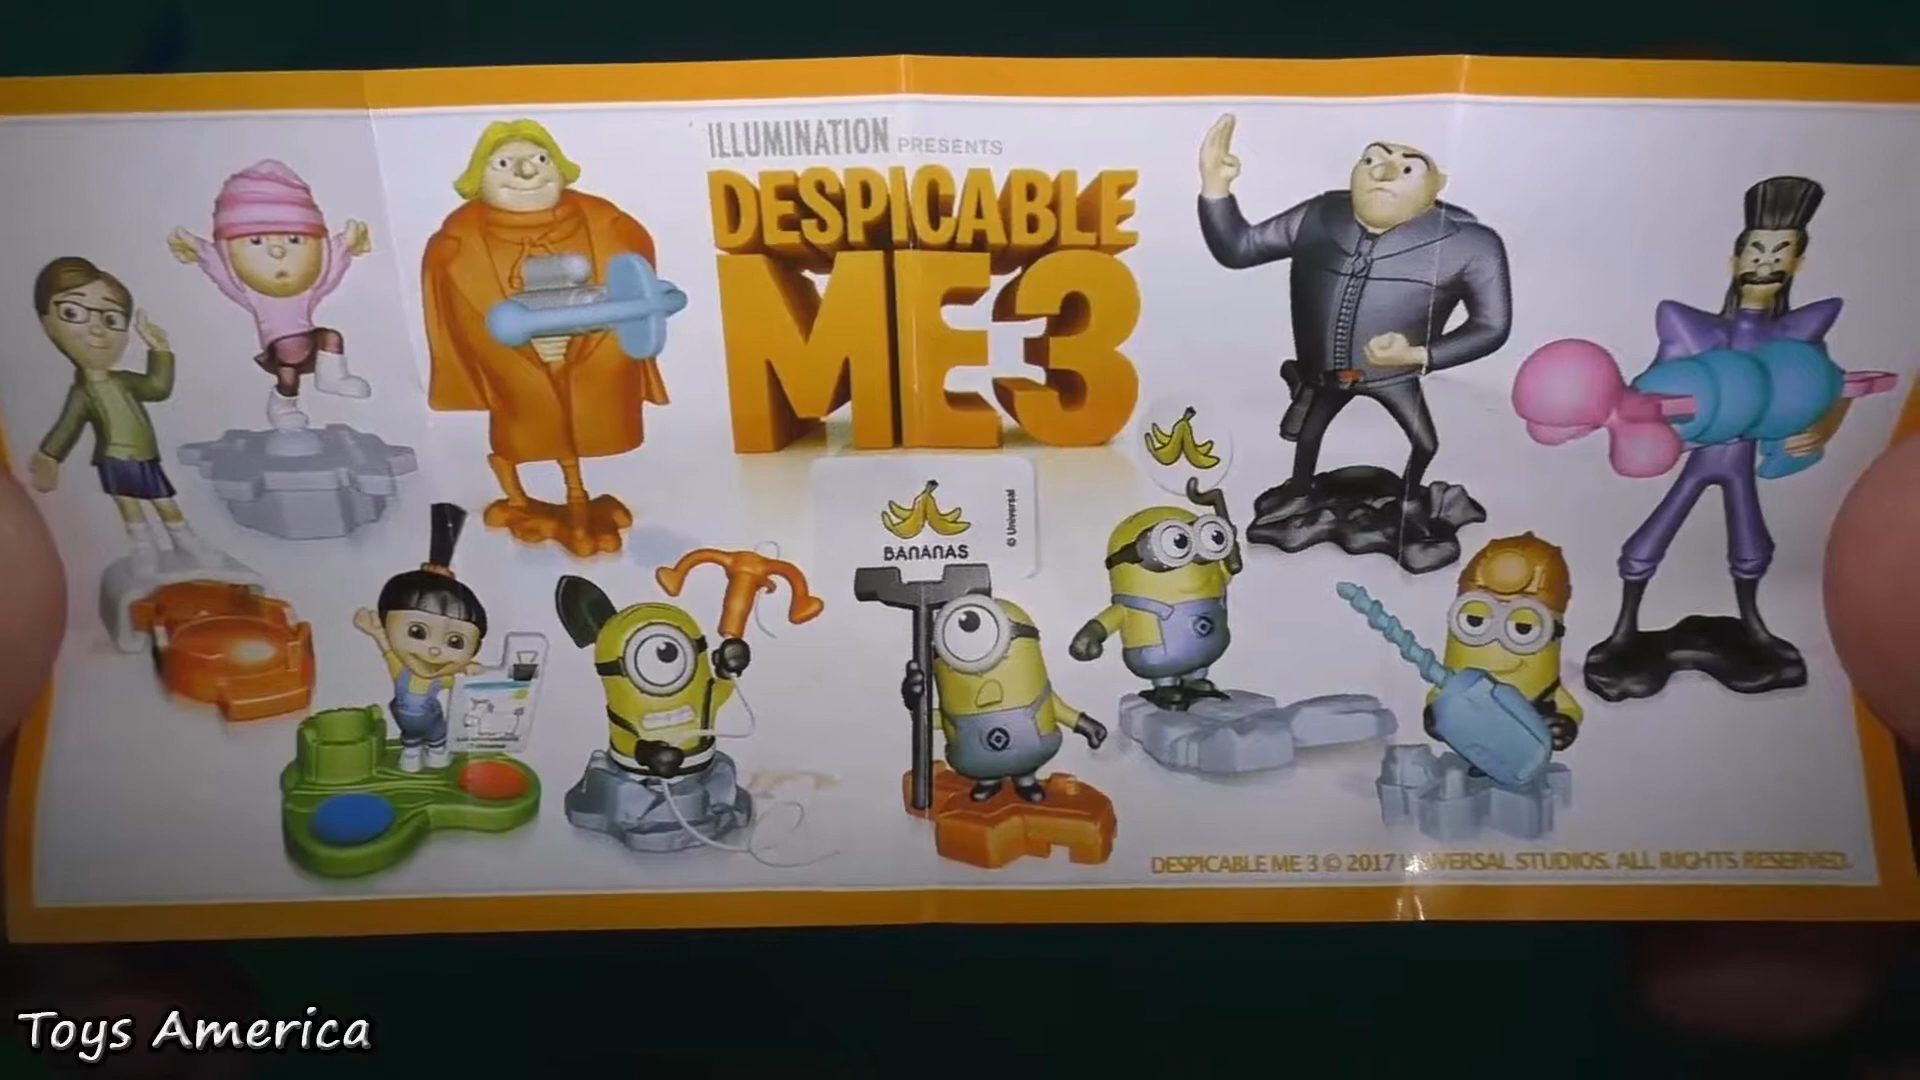 ILLUMINATION PRESENTS
DESPICABLE
ME3
BANANAS
© Universal
DESPICABLE ME 3 © 2017 UNIVERSAL STUDIOS. ALL RIGHTS RESERVED.
Toys America